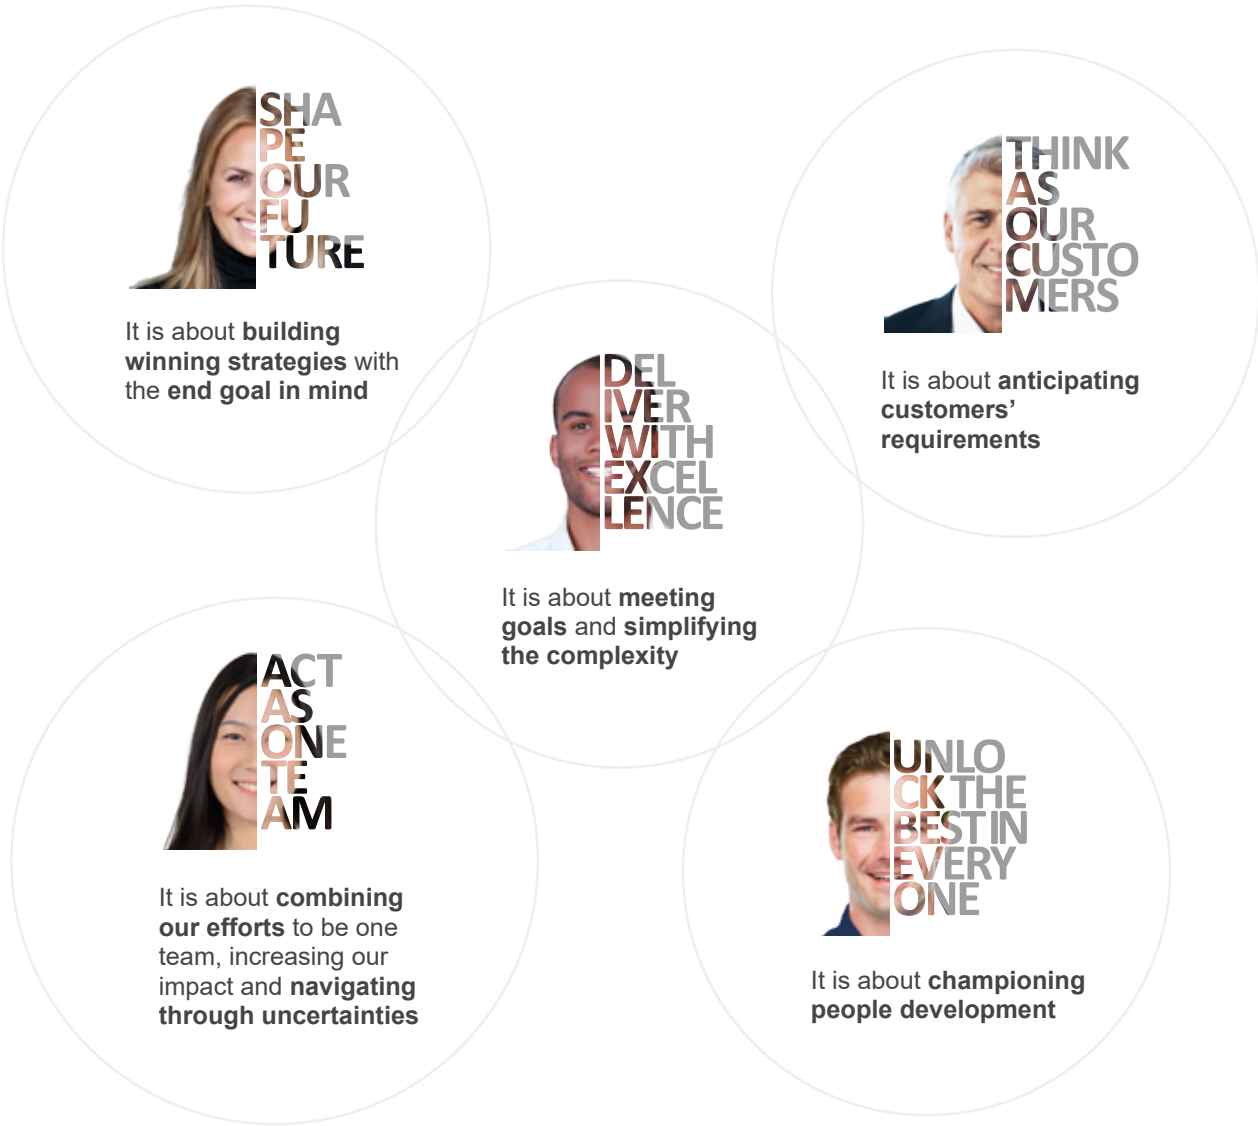 SHA
PE
OUR
FU
TURE
It is about building
winning strategies with
the end goal in mind
THINK
AS
OUR
CUSTO
MERS
It is about anticipating
customers’
requirements
DEL
IVER
WITH
EXCEL
LENCE
It is about meeting
goals and simplifying
the complexity
ACT
AS
ONE
TE
AM
It is about combining
our efforts to be one
team, increasing our
impact and navigating
through uncertainties
UNLO
CK THE
BEST IN
EVERY
ONE
It is about championing
people development